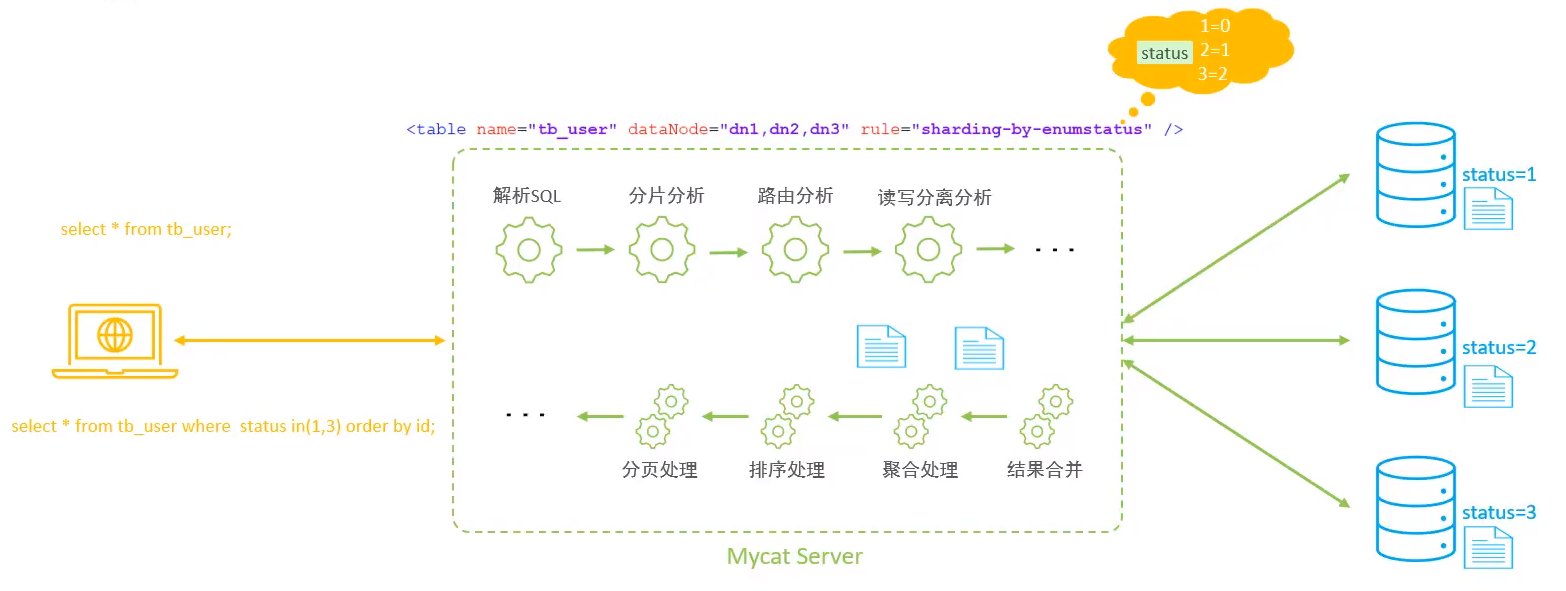 1=0
status 2=1
3=2
<table name="tb_user" dataNode="dn1,dn2,dn3" rule="sharding-by-enumstatus" />
解析SQL 分片分析 路由分析 读写分离分析
. . .
select * from tb_user;
select * from tb_user where status in(1,3) order by id;
. . .
分页处理 排序处理 聚合处理 结果合并
Mycat Server
status=1
status=2
status=3